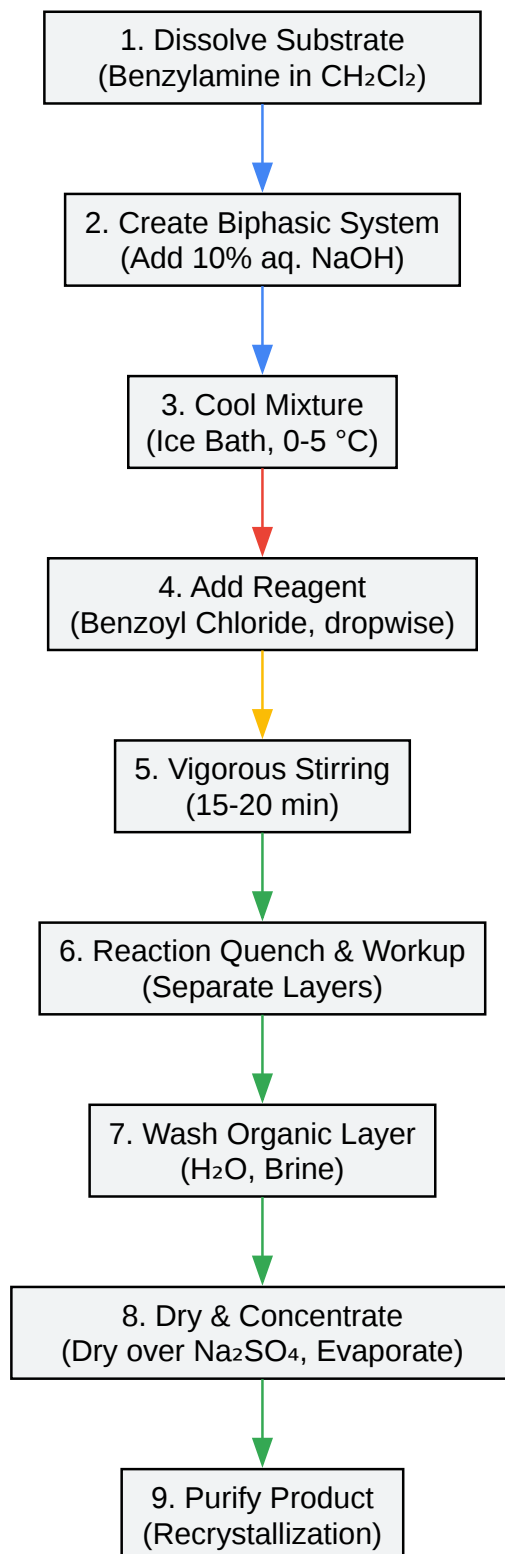 1. Dissolve Substrate
(Benzylamine in CH₂Cl₂)
2. Create Biphasic System
(Add 10% aq. NaOH)
3. Cool Mixture
(Ice Bath, 0-5 °C)
4. Add Reagent
(Benzoyl Chloride, dropwise)
5. Vigorous Stirring
(15-20 min)
6. Reaction Quench & Workup
(Separate Layers)
7. Wash Organic Layer
(H₂O, Brine)
8. Dry & Concentrate
(Dry over Na₂SO₄, Evaporate)
9. Purify Product
(Recrystallization)